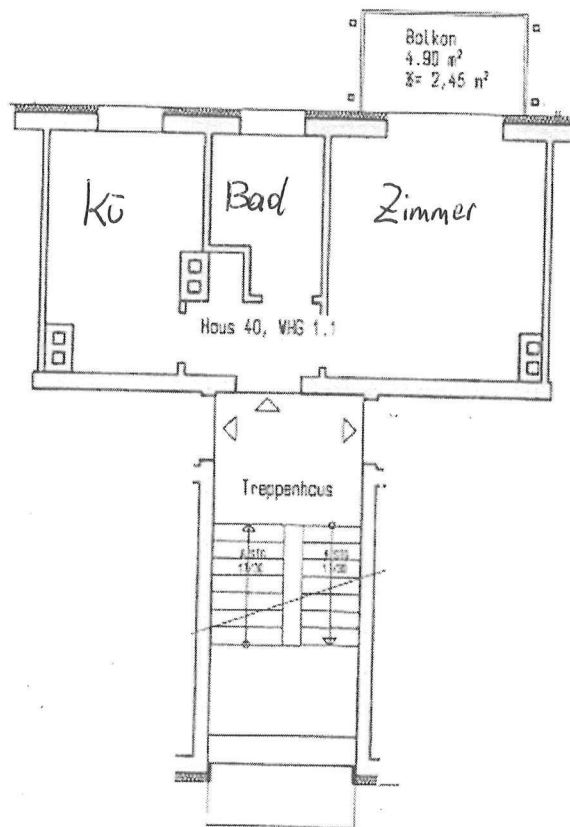 Balkon
4.90 m²
½= 2,45 m²
Kü
Bad
Zimmer
Haus 40, WHG 1.1
Treppenhaus